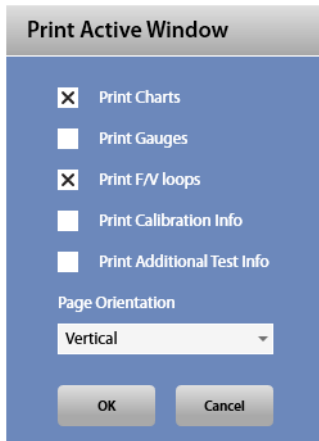 Print Active Window
Print Charts
Print Gauges
Print F/V loops
Print Calibration Info
Print Additional Test Info
Page Orientation
Vertical
OK Cancel